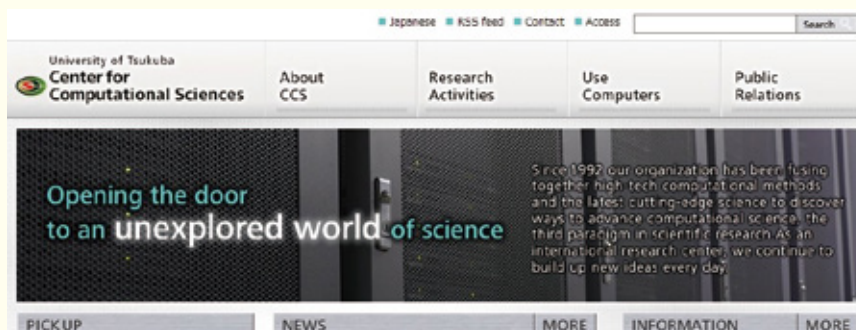 Japanese RSS feed Contact Access Search
University of Tsukuba
Center for
Computational Sciences
About
CCS
Research
Activities
Use
Computers
Public
Relations
Opening the door
to an unexplored world of science
Since 1992 our organization has been fusing
together high tech computational methods
and the latest cutting-edge science to discover
ways to advance computational science, the
third paradigm in scientific research. As an
international research center, we continue to
build up new ideas every day
PICKUP
NEWS
MORE
INFORMATION
MORE